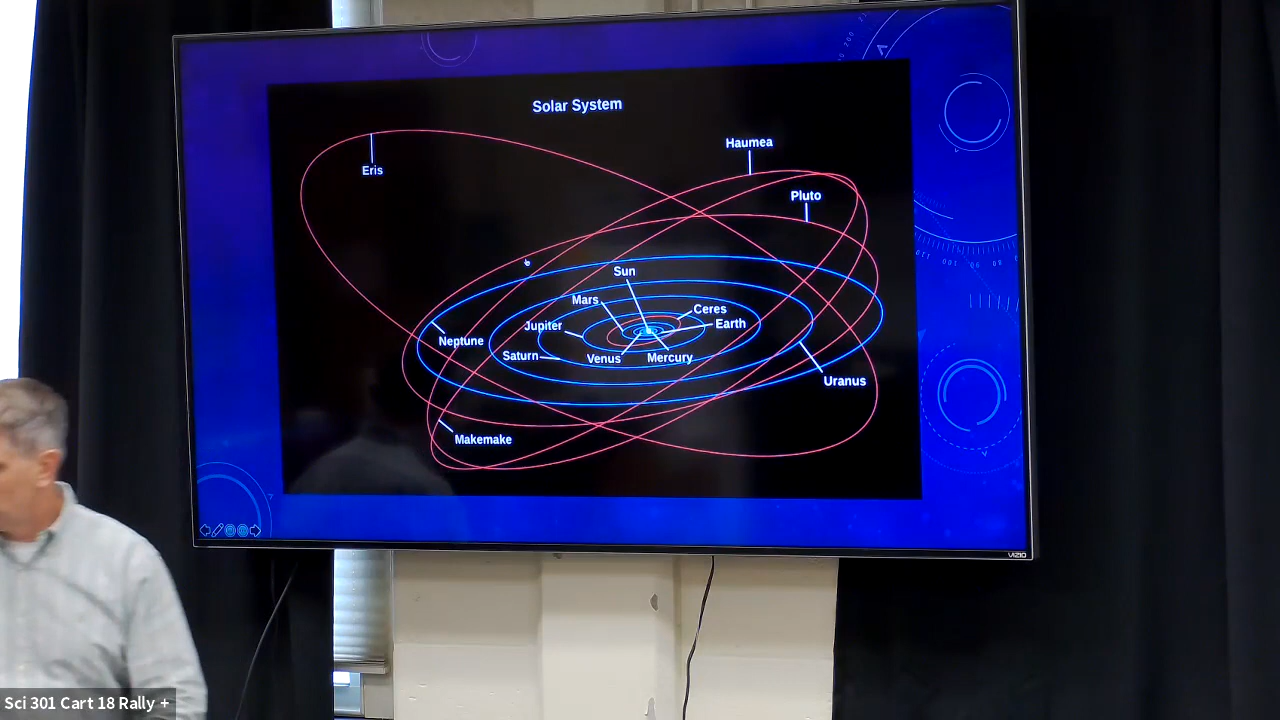 Solar System
Haumea
Eris
Pluto
Sun
Mars
Ceres
Jupiter
Earth
Neptune
Saturn
Venus
Mercury
Uranus
Makemake
VIZIO
Sci 301 Cart 18 Rally +